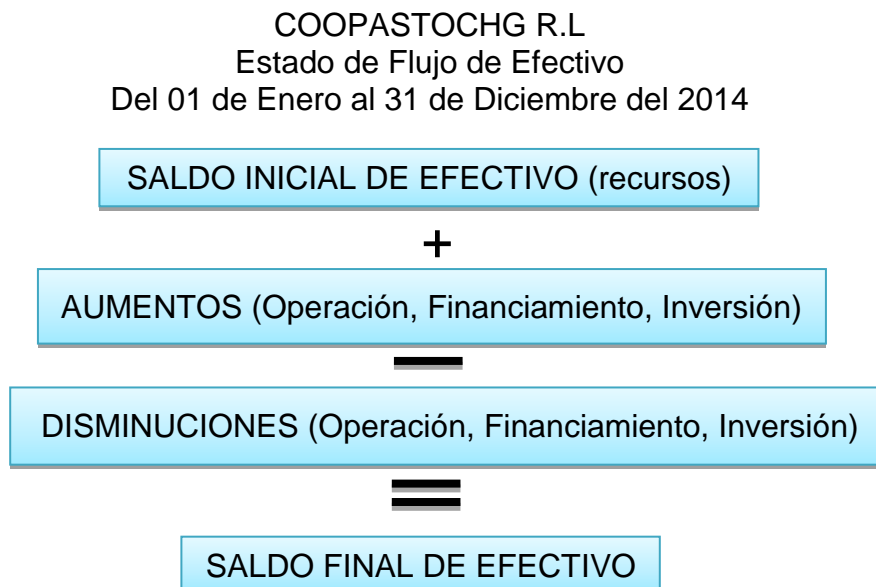 COOPASTOCHG R.L
Estado de Flujo de Efectivo
Del 01 de Enero al 31 de Diciembre del 2014
SALDO INICIAL DE EFECTIVO (recursos)
+
AUMENTOS (Operación, Financiamiento, Inversión)
—
DISMINUCIONES (Operación, Financiamiento, Inversión)
=
SALDO FINAL DE EFECTIVO